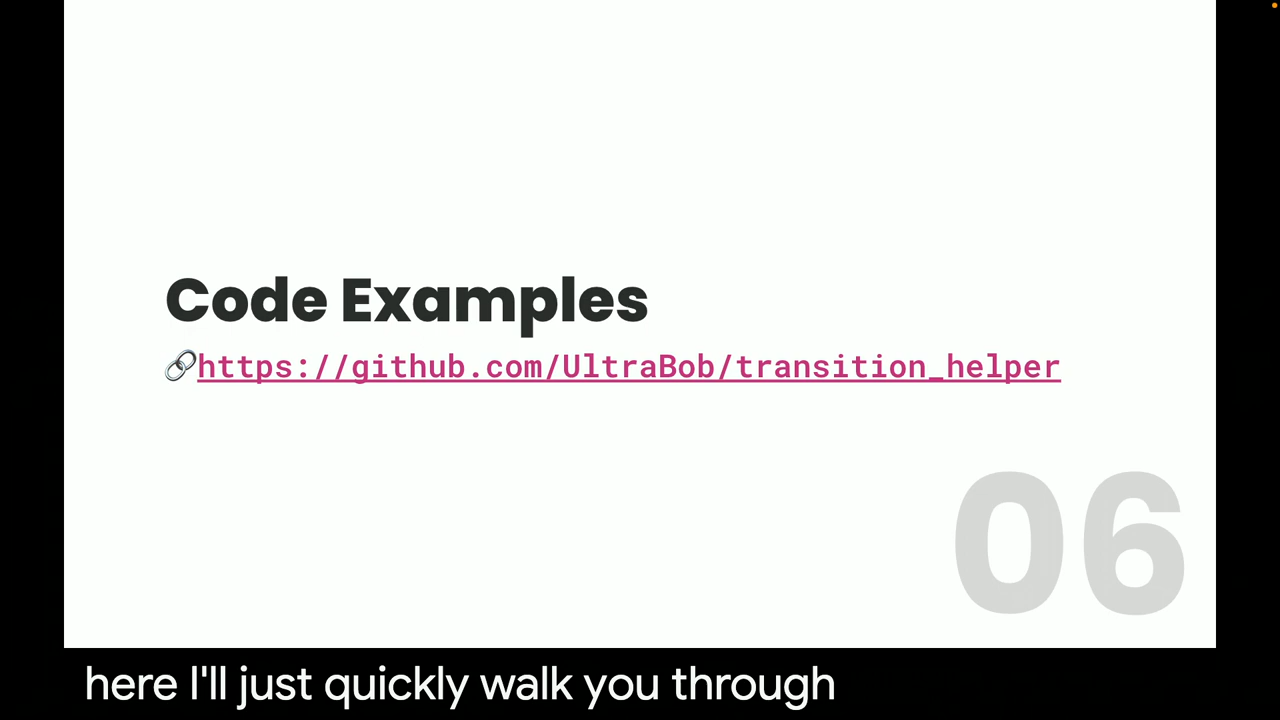 Code Examples
🔗https://github.com/UltraBob/transition_helper
06
here I'll just quickly walk you through